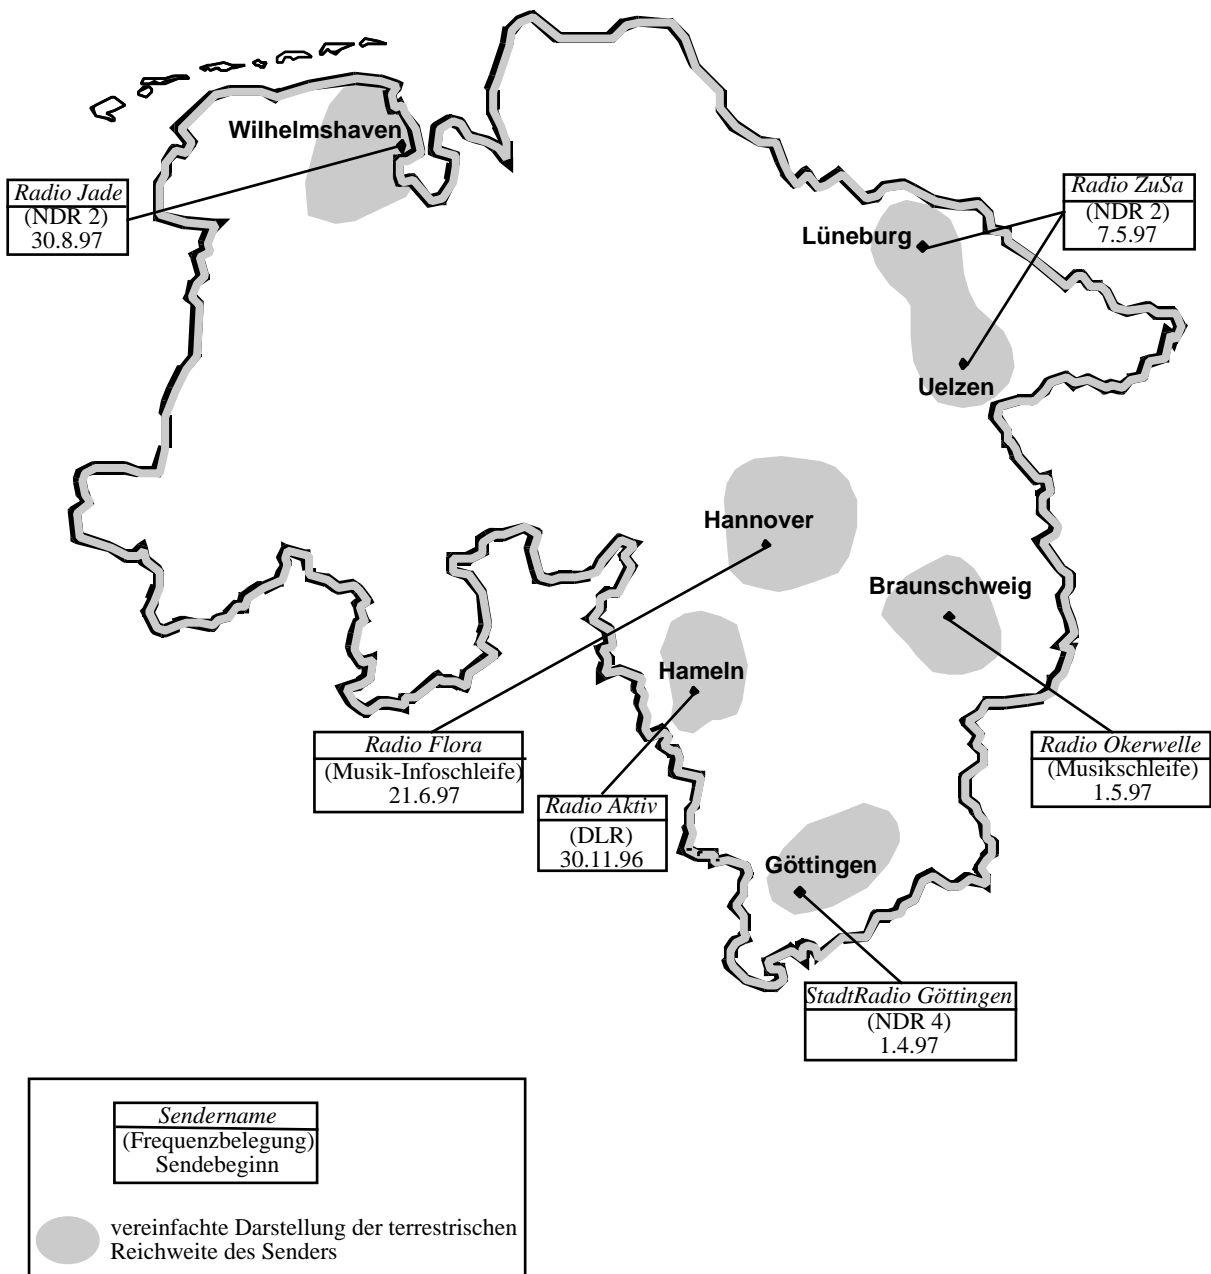 Wilhelmshaven
Radio Jade
(NDR 2)
30.8.97
Radio ZuSa
(NDR 2)
7.5.97
Lüneburg
Uelzen
Hannover
Braunschweig
Hameln
Radio Flora
(Musik-Infoschleife)
21.6.97
Radio Okerwelle
(Musikschleife)
1.5.97
Radio Aktiv
(DLR)
30.11.96
Göttingen
StadtRadio Göttingen
(NDR 4)
1.4.97
Sendername
(Frequenzbelegung)
Sendebeginn
vereinfachte Darstellung der terrestrischen
Reichweite des Senders